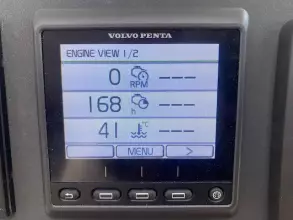 VOLVO PENTA
ENGINE VIEW 1/2
0 RPM ---
168 h ---
41 °C ---
MENU >